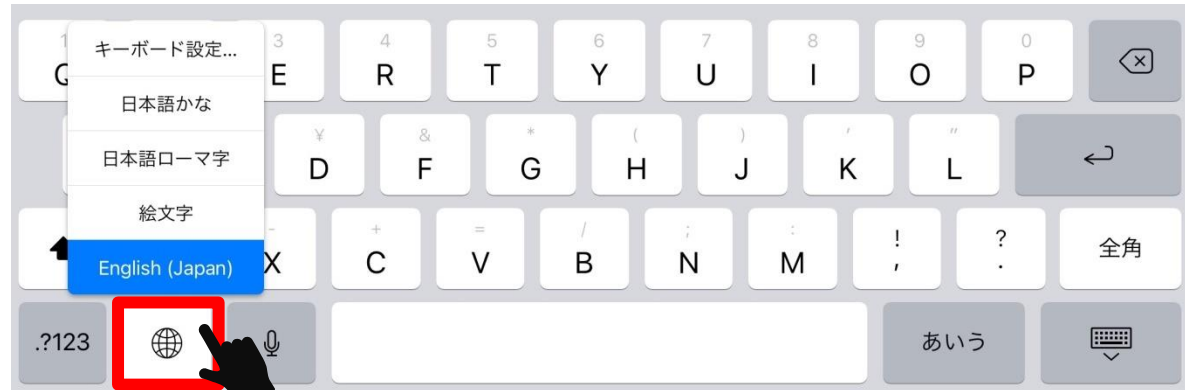 1 3 4 5 6 7 8 9 0
Q E R T Y U I O P
キーボード設定...
日本語かな
日本語ローマ字
絵文字
English (Japan)
¥ & * ( ) ' "
D F G H J K L
- + = / ; : ! ?
X C V B N M , . 全角
.?123 あいう